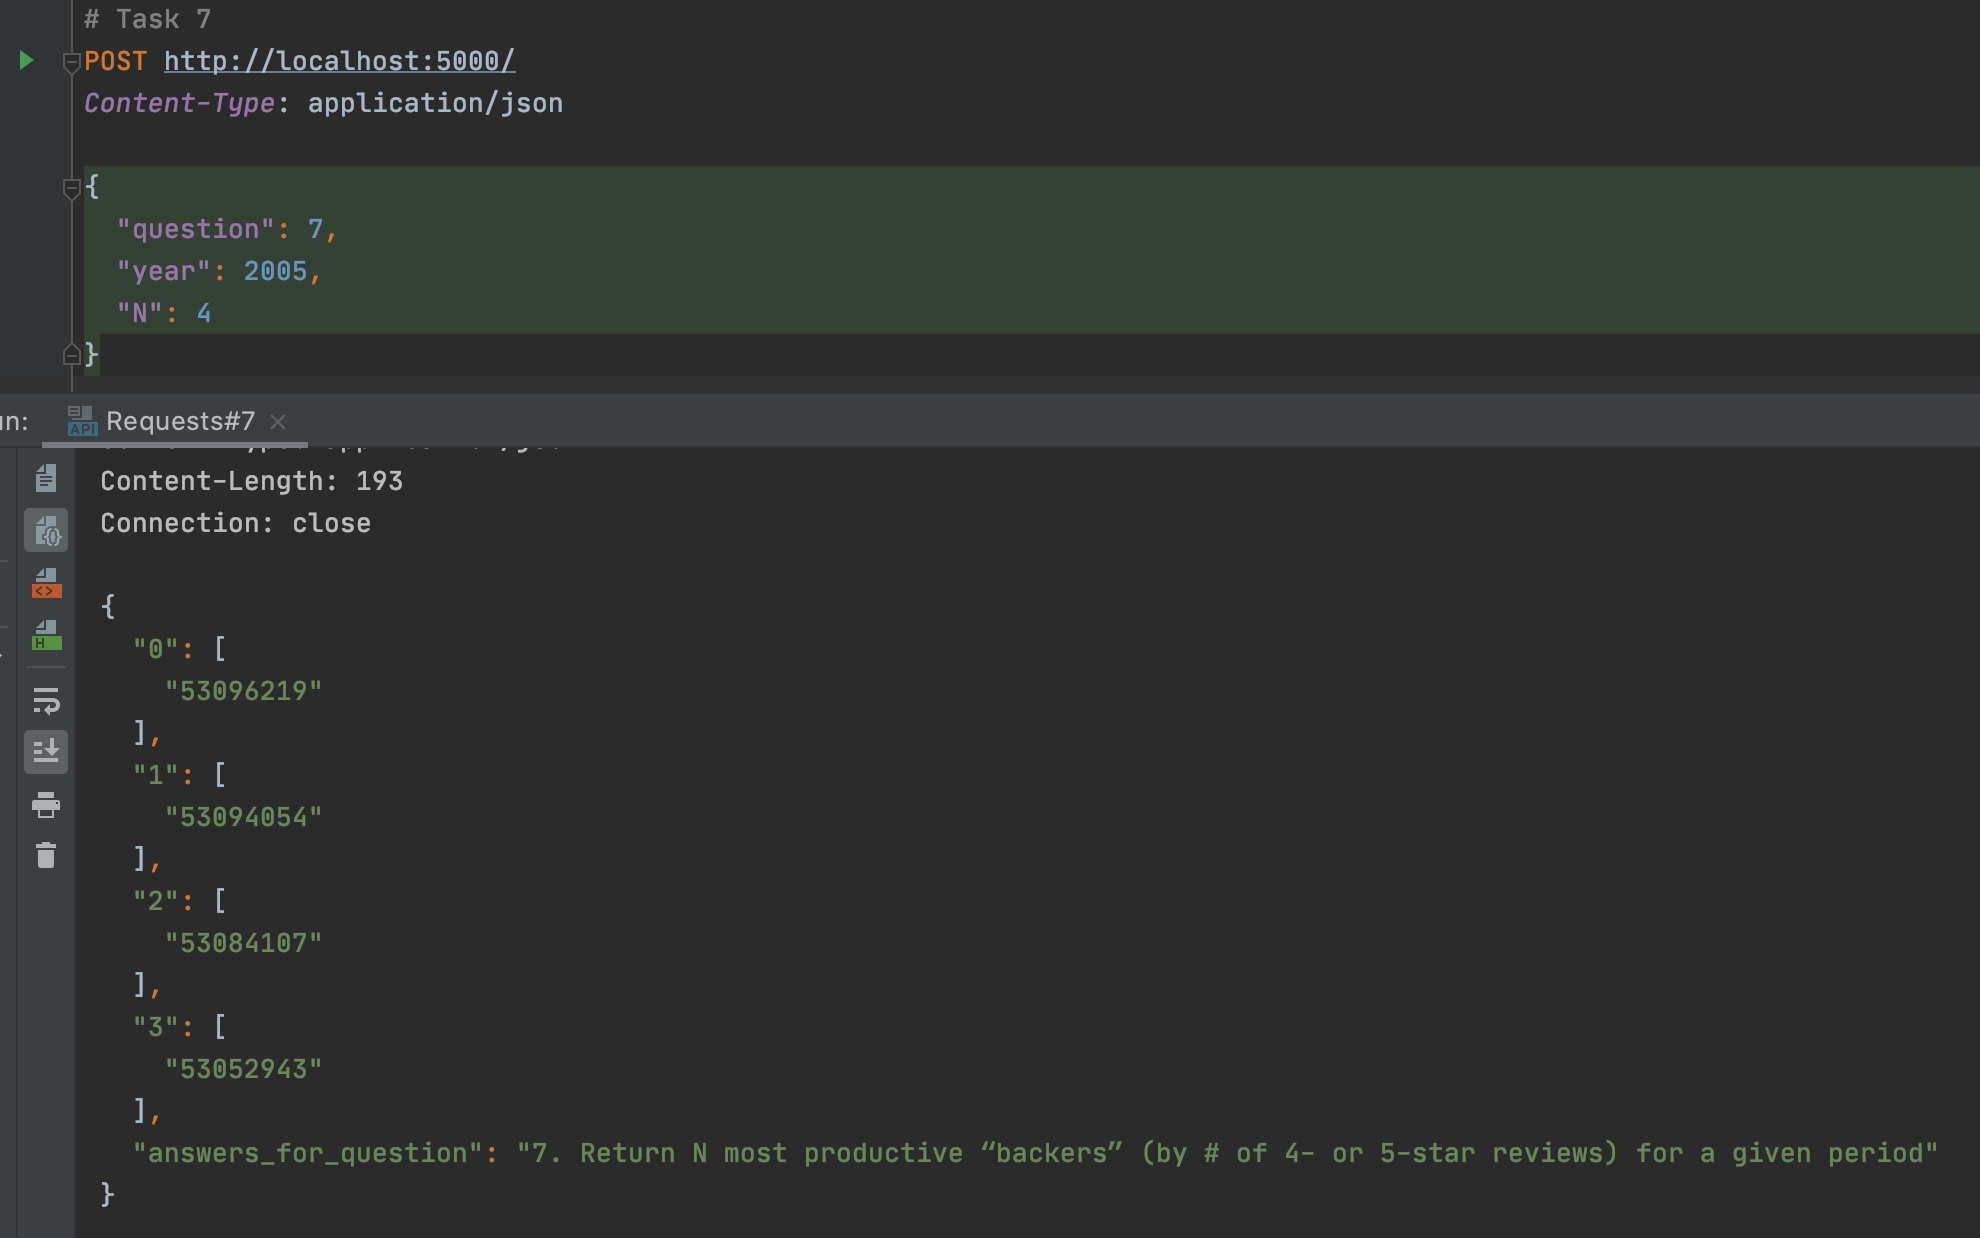 # Task 7
POST http://localhost:5000/
Content-Type: application/json
{
"question": 7,
"year": 2005,
"N": 4
}
Requests#7
API
Content-Length: 193
Connection: close
{
"0": [
"53096219"
],
"1": [
"53094054"
],
"2": [
"53084107"
],
"3": [
"53052943"
],
"answers_for_question": "7. Return N most productive “backers” (by # of 4- or 5-star reviews) for a given period"
}